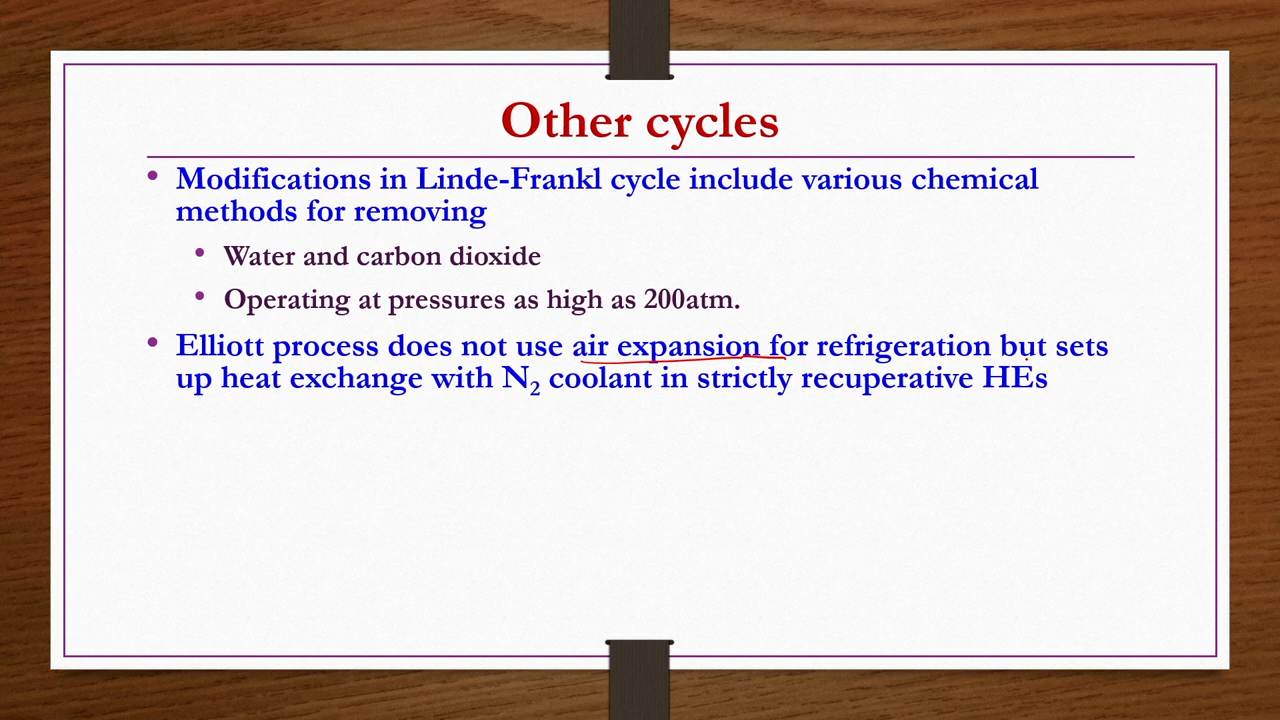 Other cycles
• Modifications in Linde-Frankl cycle include various chemical
methods for removing
• Water and carbon dioxide
• Operating at pressures as high as 200atm.
• Elliott process does not use air expansion for refrigeration but sets
up heat exchange with N₂ coolant in strictly recuperative HEs